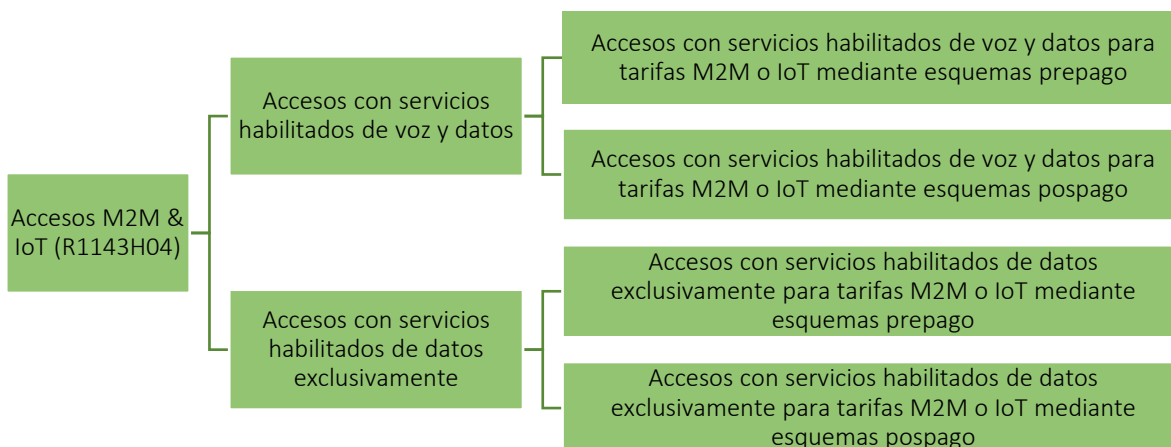 Accesos M2M &
IoT (R1143H04)
Accesos con servicios
habilitados de voz y datos
Accesos con servicios habilitados de voz y datos para
tarifas M2M o IoT mediante esquemas prepago
Accesos con servicios habilitados de voz y datos para
tarifas M2M o IoT mediante esquemas pospago
Accesos con servicios
habilitados de datos
exclusivamente
Accesos con servicios habilitados de datos
exclusivamente para tarifas M2M o IoT mediante
esquemas prepago
Accesos con servicios habilitados de datos
exclusivamente para tarifas M2M o IoT mediante
esquemas pospago